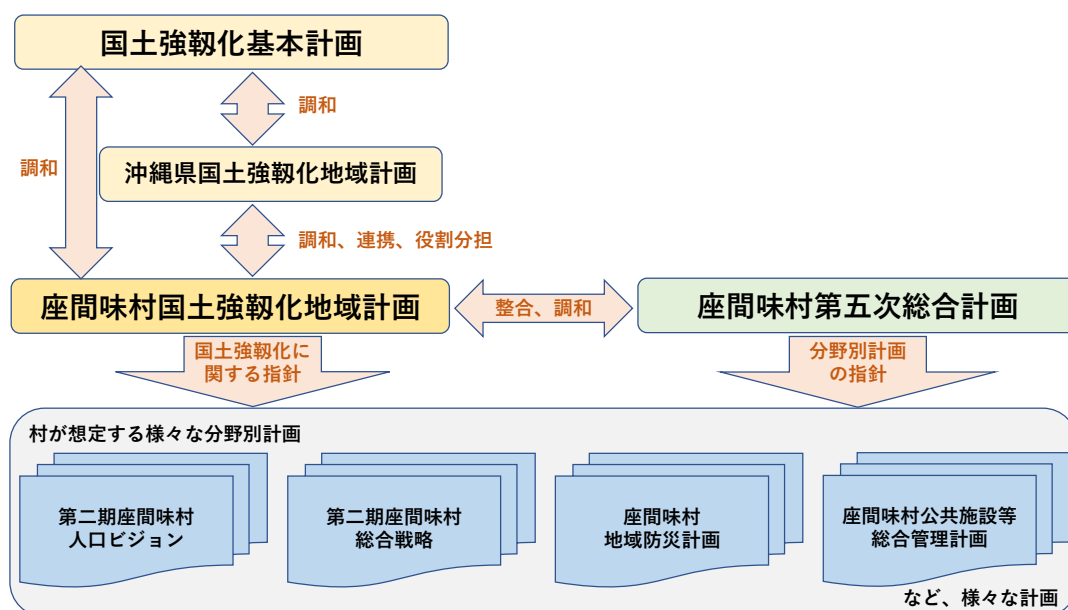 国土強靱化基本計画
調和
調和
沖縄県国土強靱化地域計画
調和、連携、役割分担
座間味村国土強靱化地域計画
整合、調和
座間味村第五次総合計画
国土強靱化に
関する指針
分野別計画
の指針
村が想定する様々な分野別計画
第二期座間味村
人口ビジョン
第二期座間味村
総合戦略
座間味村
地域防災計画
座間味村公共施設等
総合管理計画
など、様々な計画